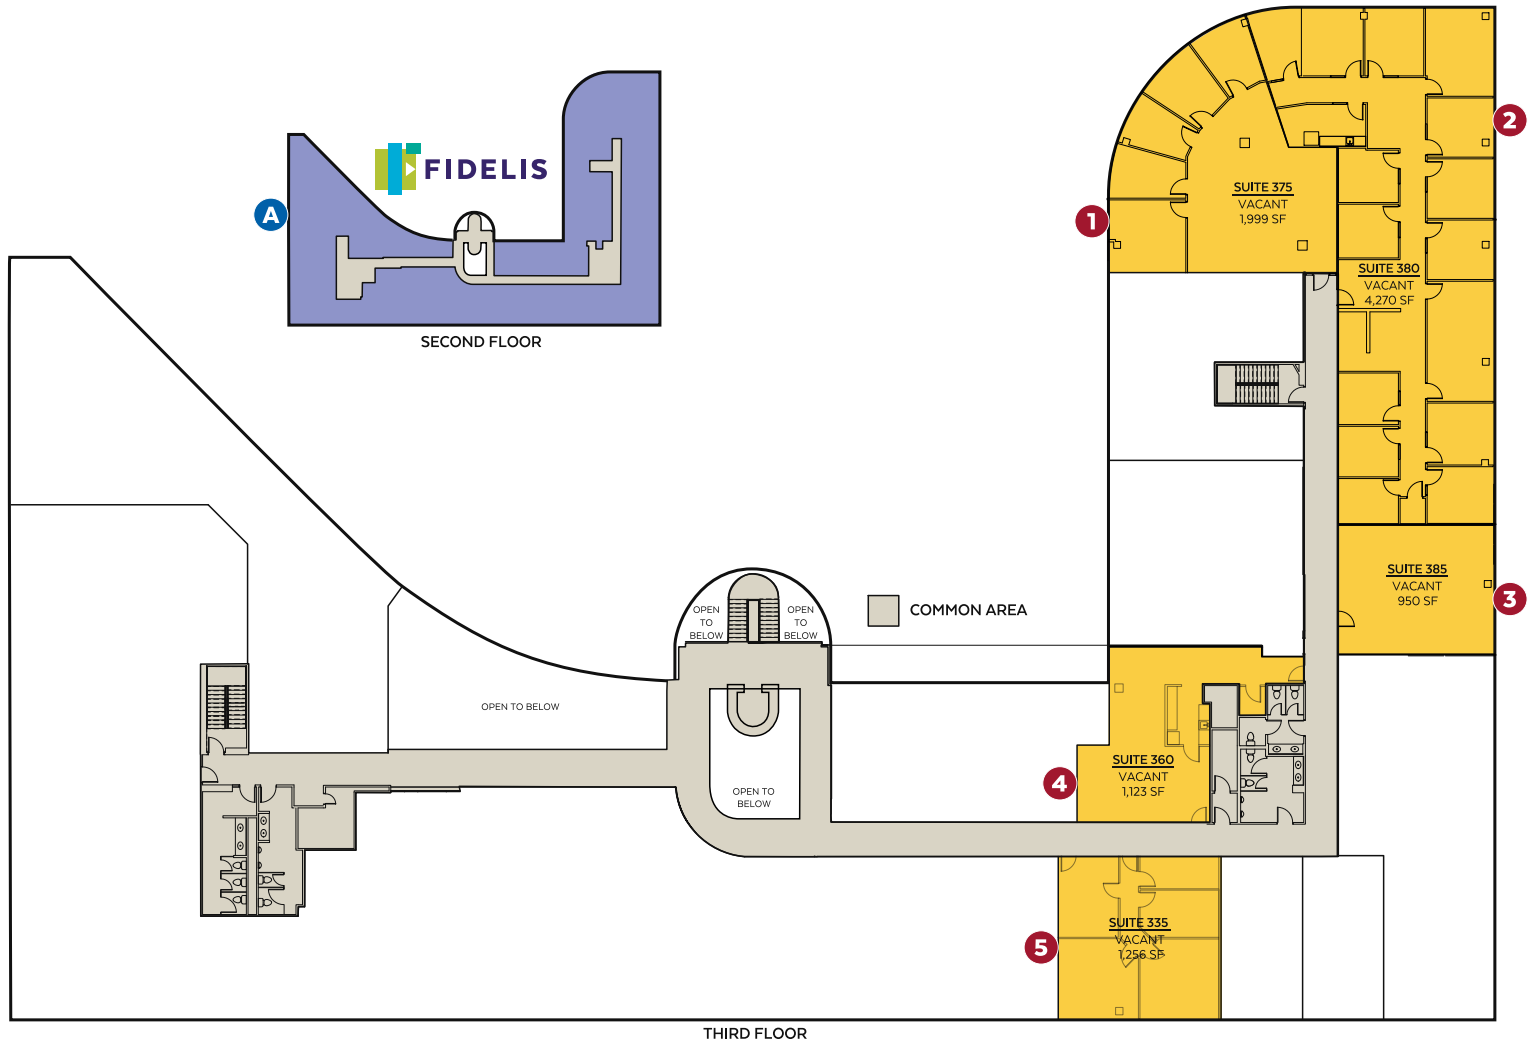 2
SUITE 375
VACANT
1,999 SF
1
FIDELIS
A
SUITE 380
VACANT
4,270 SF
SECOND FLOOR
SUITE 385
VACANT
950 SF
3
OPEN
TO
BELOW
OPEN
TO
BELOW
COMMON AREA
OPEN TO BELOW
SUITE 360
VACANT
1,123 SF
4
OPEN TO
BELOW
SUITE 335
VACANT
1,256 SF
5
THIRD FLOOR